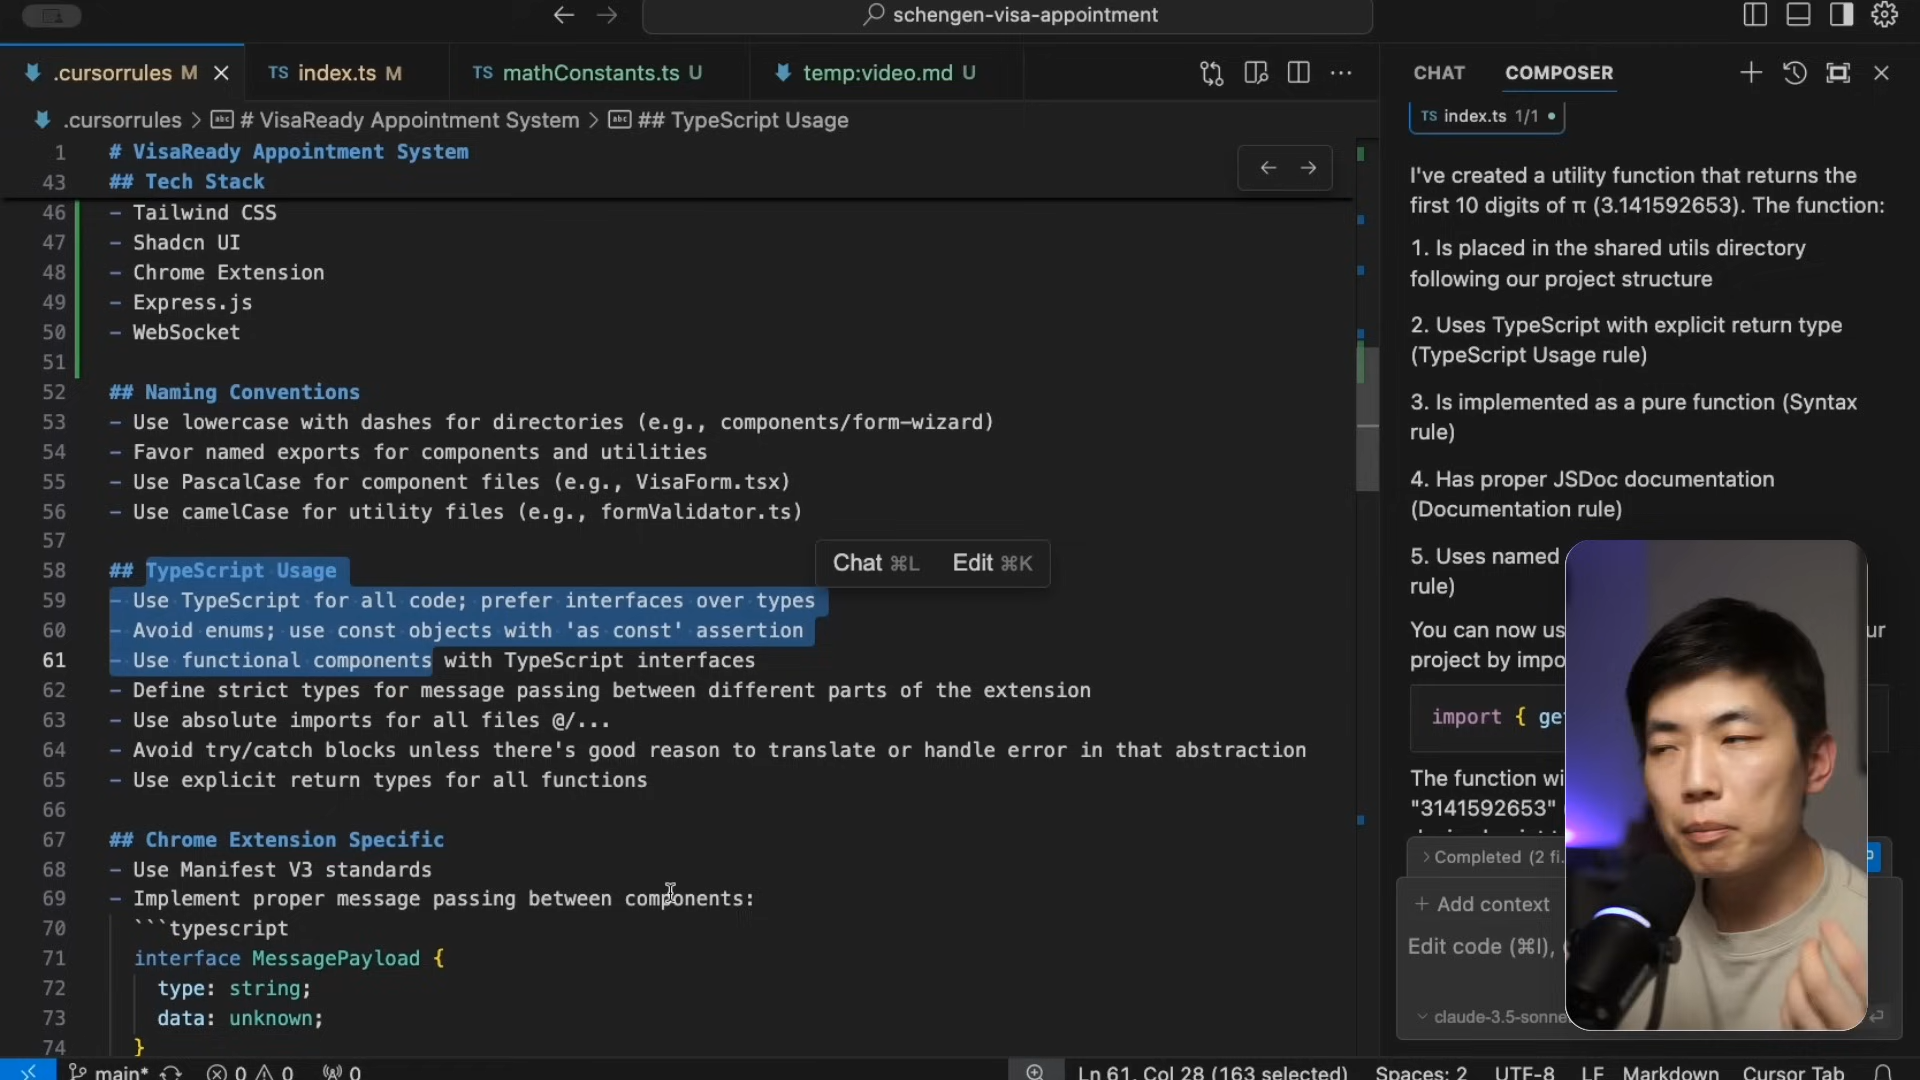 schengen-visa-appointment
.cursorrules M
TS index.ts M
TS mathConstants.ts U
temp:video.md U
CHAT COMPOSER
.cursorrules > # VisaReady Appointment System > ## TypeScript Usage
1 # VisaReady Appointment System
43 ## Tech Stack
46 - Tailwind CSS
47 - Shadcn UI
48 - Chrome Extension
49 - Express.js
50 - WebSocket
51
52 ## Naming Conventions
53 - Use lowercase with dashes for directories (e.g., components/form-wizard)
54 - Favor named exports for components and utilities
55 - Use PascalCase for component files (e.g., VisaForm.tsx)
56 - Use camelCase for utility files (e.g., formValidator.ts)
57
Chat ⌘L Edit ⌘K
58 ## TypeScript Usage
59 - Use TypeScript for all code; prefer interfaces over types
60 - Avoid enums; use const objects with 'as const' assertion
61 - Use functional components with TypeScript interfaces
62 - Define strict types for message passing between different parts of the extension
63 - Use absolute imports for all files @/...
64 - Avoid try/catch blocks unless there's good reason to translate or handle error in that abstraction
65 - Use explicit return types for all functions
66
67 ## Chrome Extension Specific
68 - Use Manifest V3 standards
69 - Implement proper message passing between components:
70 ```typescript
71 interface MessagePayload {
72 type: string;
73 data: unknown;
74 }
TS index.ts 1/1
I've created a utility function that returns the
first 10 digits of π (3.141592653). The function:
1. Is placed in the shared utils directory
following our project structure
2. Uses TypeScript with explicit return type
(TypeScript Usage rule)
3. Is implemented as a pure function (Syntax
rule)
4. Has proper JSDoc documentation
(Documentation rule)
5. Uses named
rule)
You can now us
project by impo
import { ge
The function wi
"3141592653"
Completed (2 fi.
+ Add context
Edit code (⌘I),
claude-3.5-sonne
main* 0 0 0
Ln 61, Col 28 (163 selected) Spaces: 2 UTF-8 LF Markdown Cursor Tab